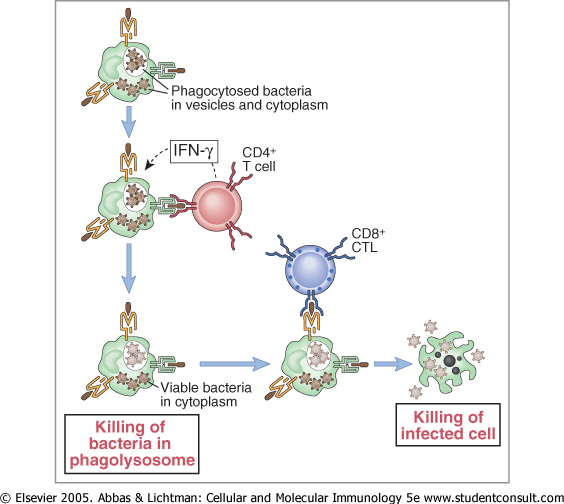 Phagocytosed bacteria
in vesicles and cytoplasm
IFN-γ
CD4+
T cell
CD8+
CTL
Viable bacteria
in cytoplasm
Killing of
bacteria in
phagolysosome
Killing of
infected cell
© Elsevier 2005. Abbas & Lichtman: Cellular and Molecular Immunology 5e www.studentconsult.com